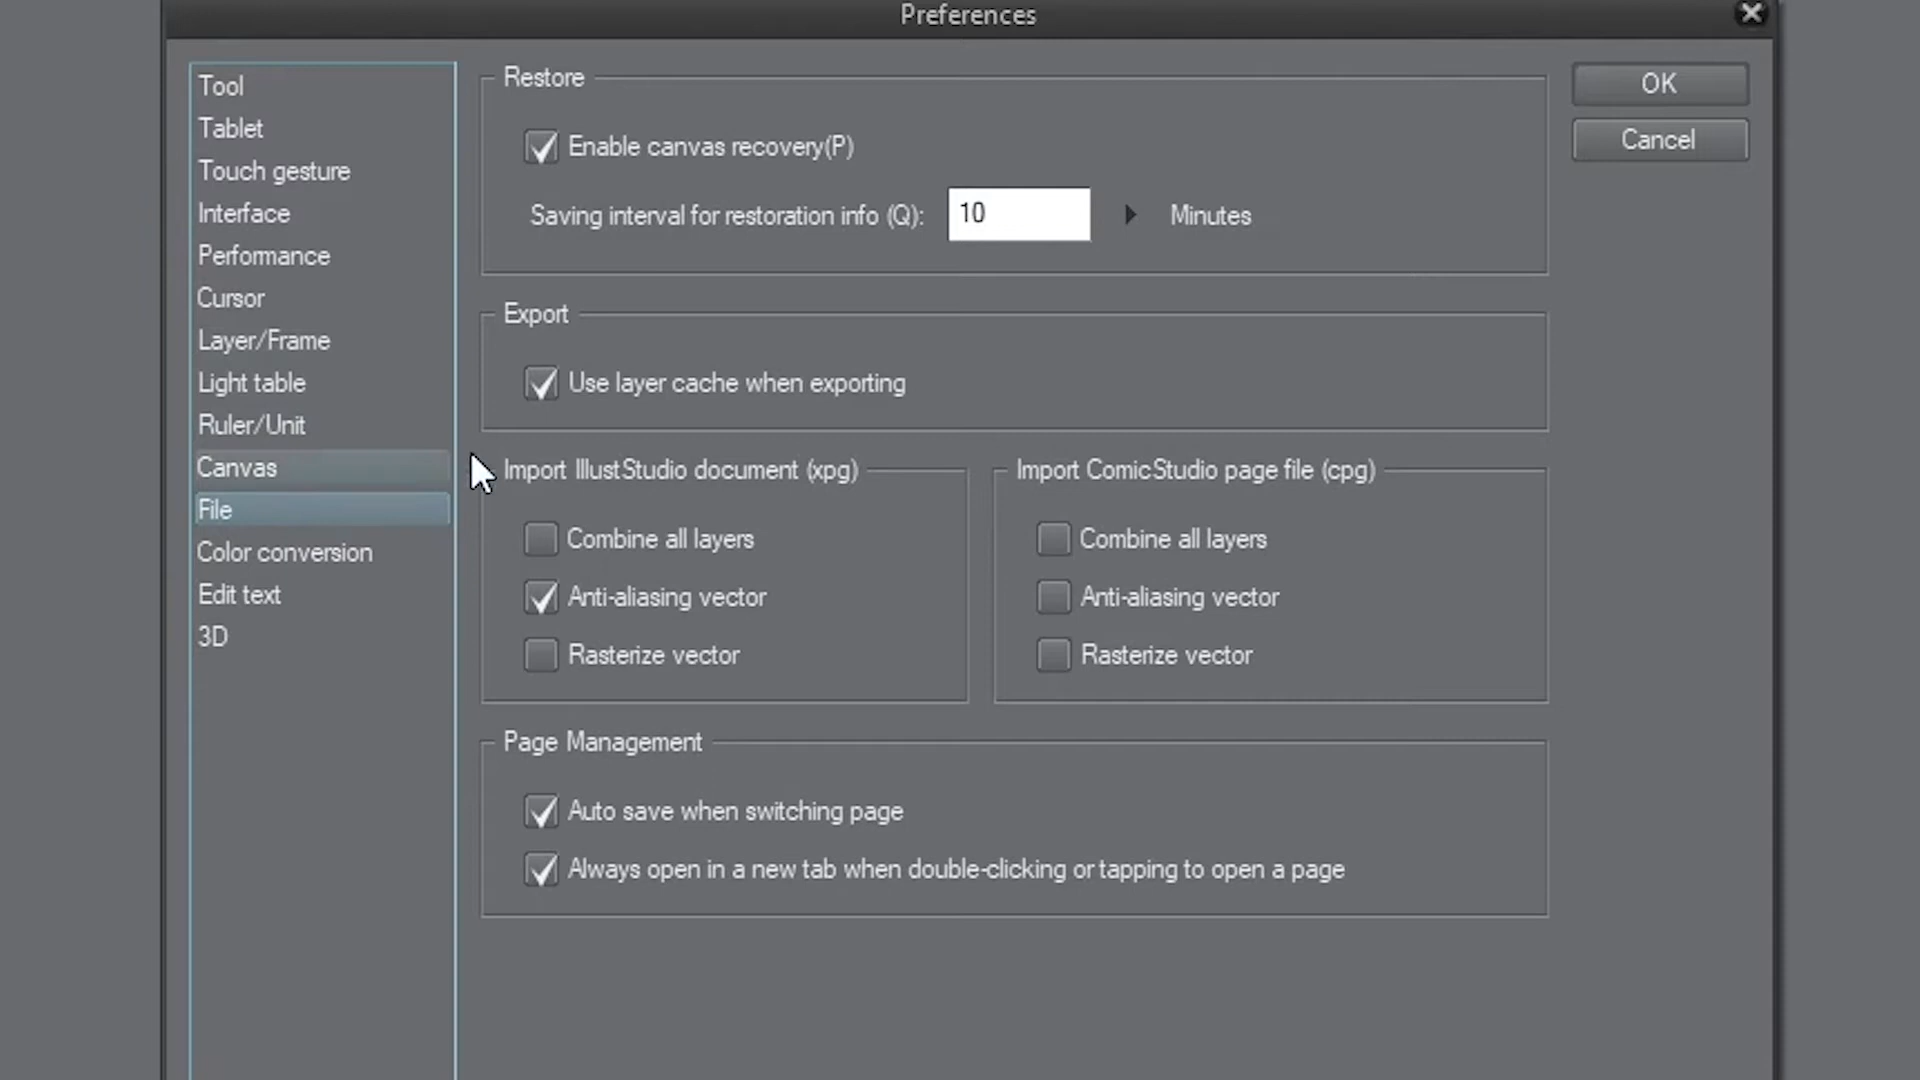 Preferences
Tool
Tablet
Touch gesture
Interface
Performance
Cursor
Layer/Frame
Light table
Ruler/Unit
Canvas
File
Color conversion
Edit text
3D
Restore
Enable canvas recovery(P)
Saving interval for restoration info (Q): 10 Minutes
Export
Use layer cache when exporting
Import IllustStudio document (xpg)
Combine all layers
Anti-aliasing vector
Rasterize vector
Import ComicStudio page file (cpg)
Combine all layers
Anti-aliasing vector
Rasterize vector
Page Management
Auto save when switching page
Always open in a new tab when double-clicking or tapping to open a page
OK
Cancel